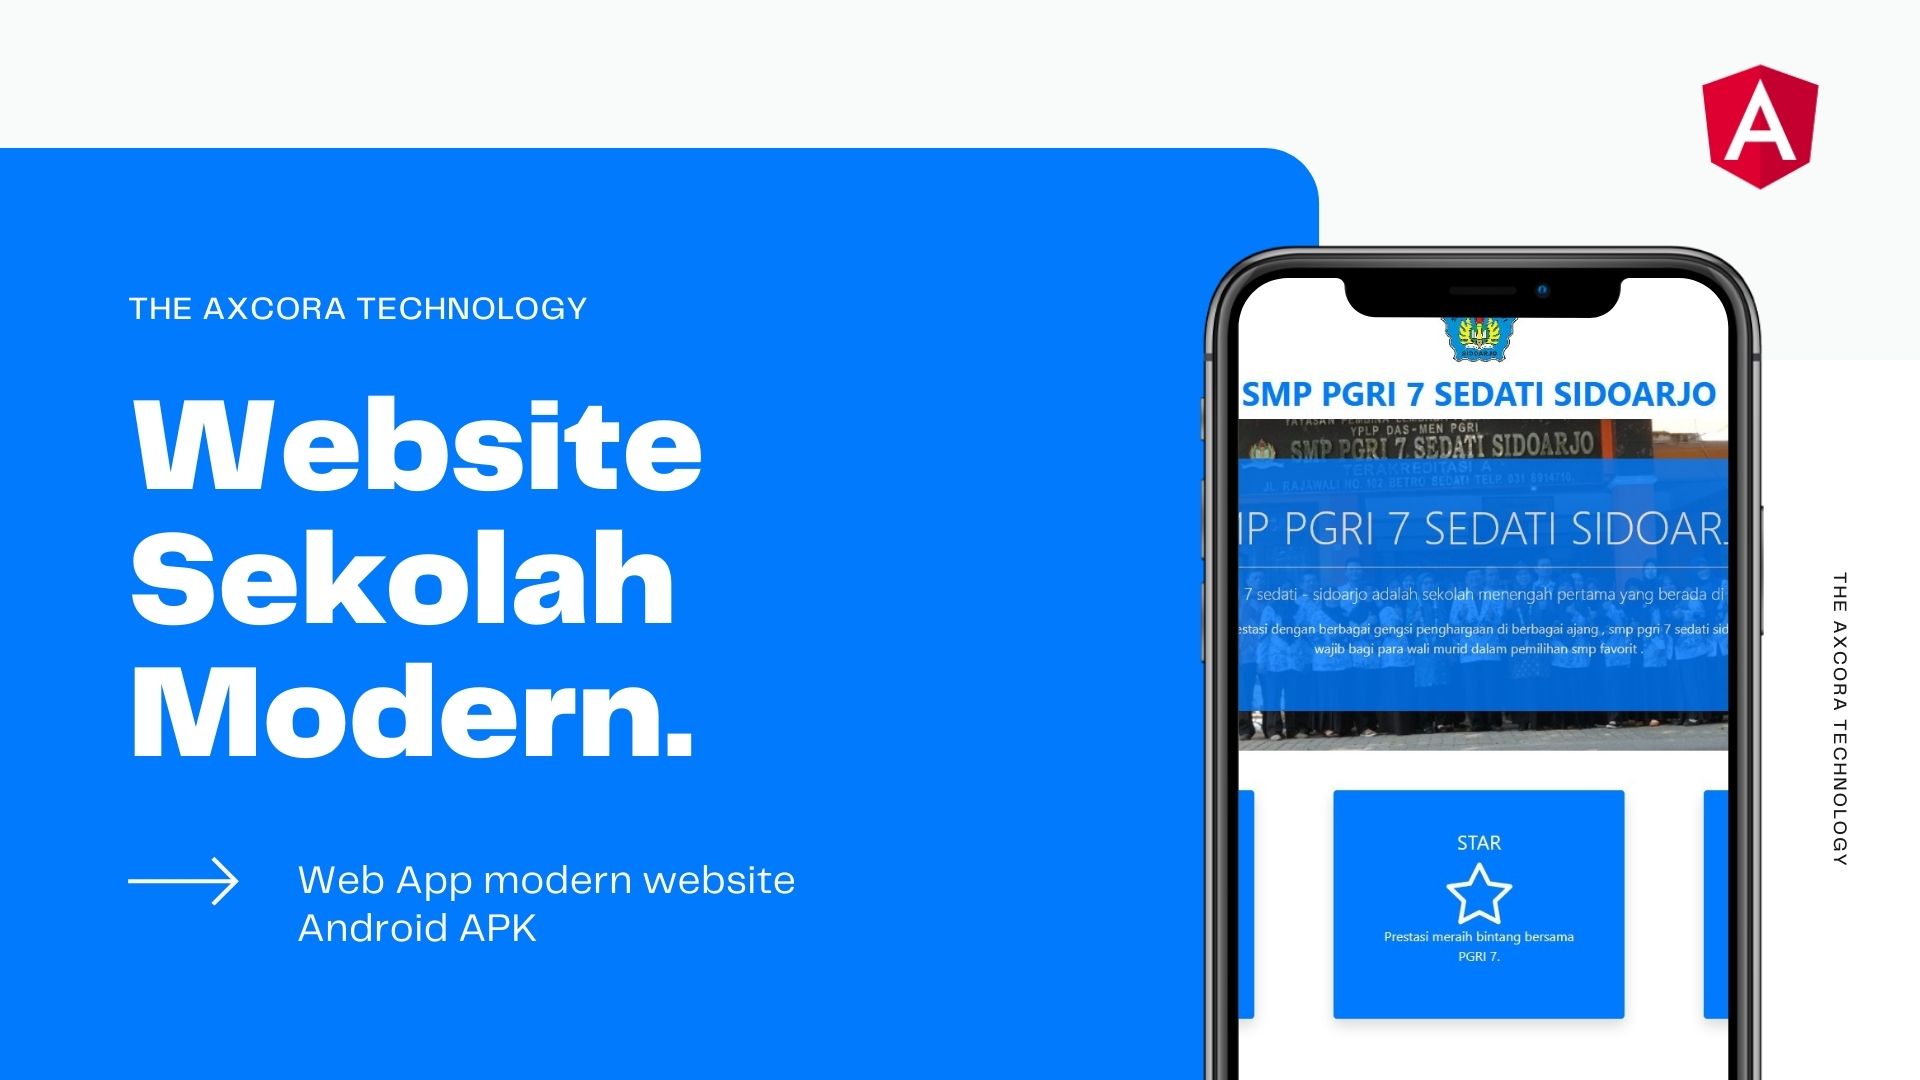 A
THE AXCORA TECHNOLOGY
Website
Sekolah
Modern.
Web App modern website
Android APK
SIDOARJO
SMP PGRI 7 SEDATI SIDOARJO
YPLP DAS-MEN PGRI
SMP PGRI 7 SEDATI SIDOARJO
TERAKREDITASI A
JL. RAJAWALI NO. 102 BETRO SEDATI TELP. 031 8914710.
PGRI 7 SEDATI SIDOAR
7 sedati - sidoarjo adalah sekolah menengah pertama yang berada di
estasi dengan berbagai gengsi penghargaan di berbagai ajang , smp pgri 7 sedati sid
wajib bagi para wali murid dalam pemilihan smp favorit .
STAR
Prestasi meraih bintang bersama
PGRI 7.
THE AXCORA TECHNOLOGY